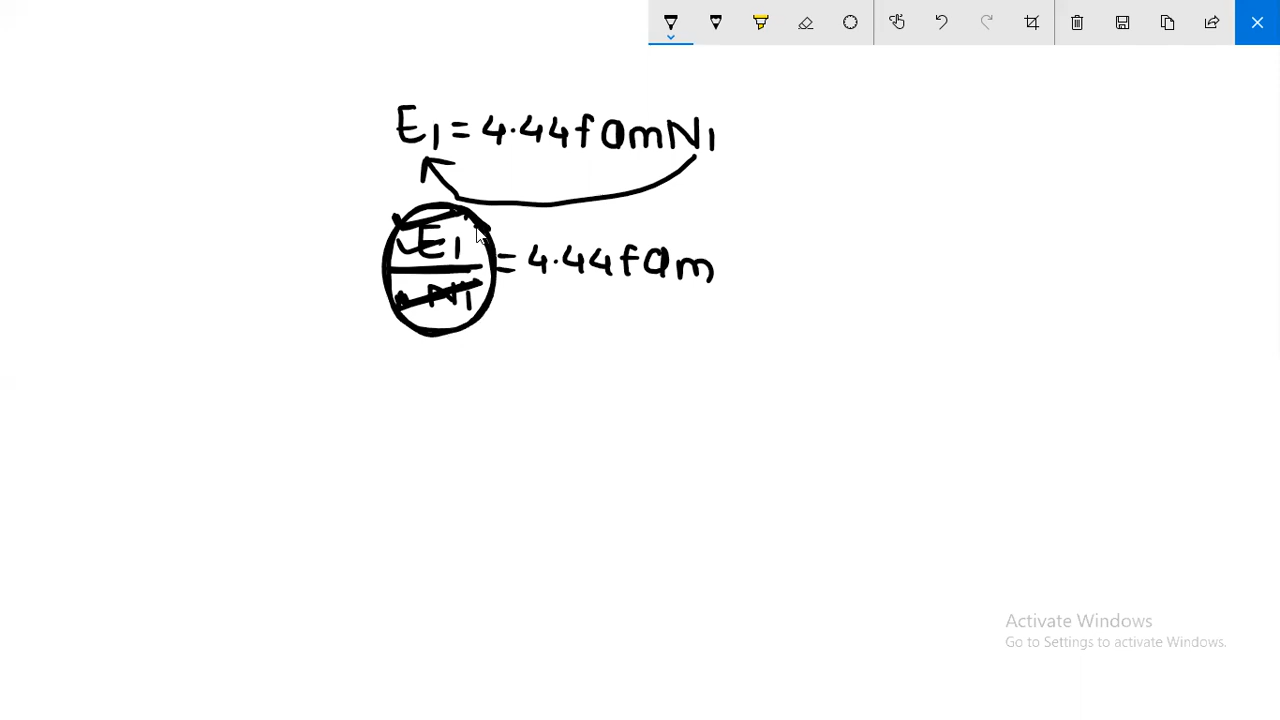 E1 = 4.44fΦmN1
E1
N1
= 4.44fΦm
Activate Windows
Go to Settings to activate Windows.